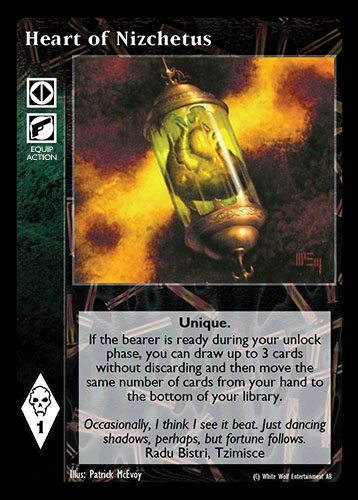 Heart of Nizchetus
EQUIP
ACTION
Unique.
If the bearer is ready during your unlock
phase, you can draw up to 3 cards
without discarding and then move the
same number of cards from your hand to
the bottom of your library.
Occasionally, I think I see it beat. Just dancing
shadows, perhaps, but fortune follows.
Radu Bistri, Tzimisce
1
Illus: Patrick McEvoy
(C) White Wolf Entertainment AB